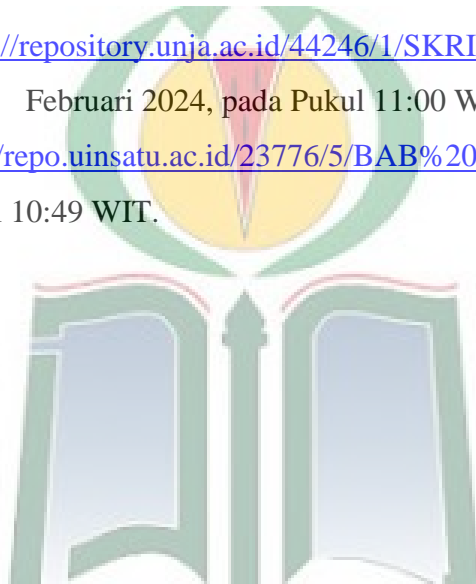 //repository.unja.ac.id/44246/1/SKRI
Februari 2024, pada Pukul 11:00 W
/repo.uinsatu.ac.id/23776/5/BAB%20
10:49 WIT.